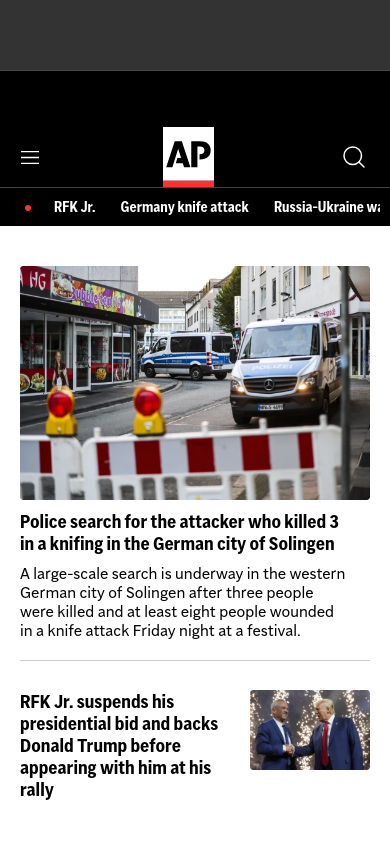 AP
RFK Jr.
Germany knife attack
Russia-Ukraine wa
HG
Bubble
POLIZEI
Police search for the attacker who killed 3
in a knifing in the German city of Solingen
A large-scale search is underway in the western
German city of Solingen after three people
were killed and at least eight people wounded
in a knife attack Friday night at a festival.
RFK Jr. suspends his
presidential bid and backs
Donald Trump before
appearing with him at his
rally